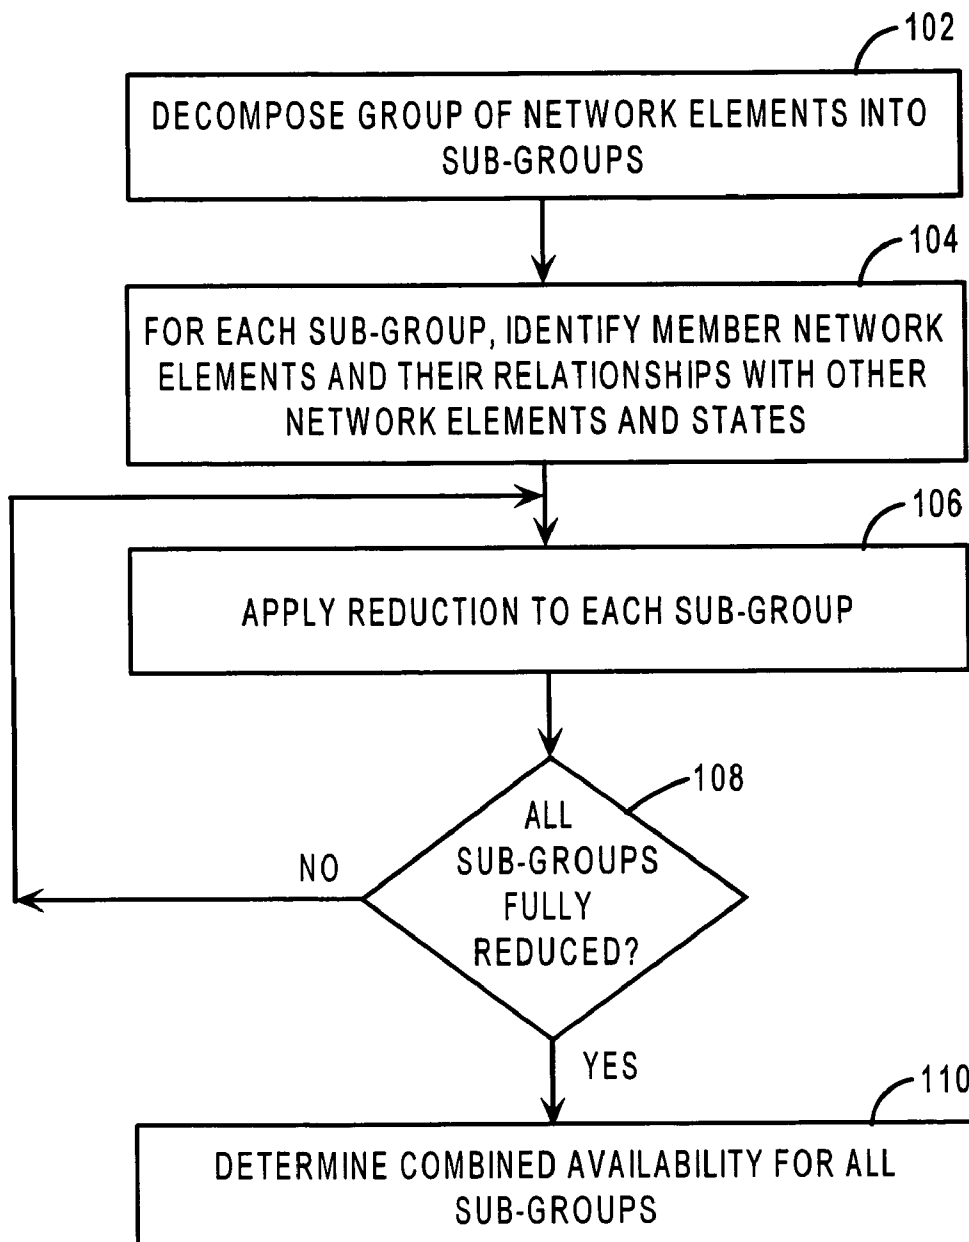 102
DECOMPOSE GROUP OF NETWORK ELEMENTS INTO
SUB-GROUPS
104
FOR EACH SUB-GROUP, IDENTIFY MEMBER NETWORK
ELEMENTS AND THEIR RELATIONSHIPS WITH OTHER
NETWORK ELEMENTS AND STATES
106
APPLY REDUCTION TO EACH SUB-GROUP
108
ALL
SUB-GROUPS
FULLY
REDUCED?
NO
YES
110
DETERMINE COMBINED AVAILABILITY FOR ALL
SUB-GROUPS